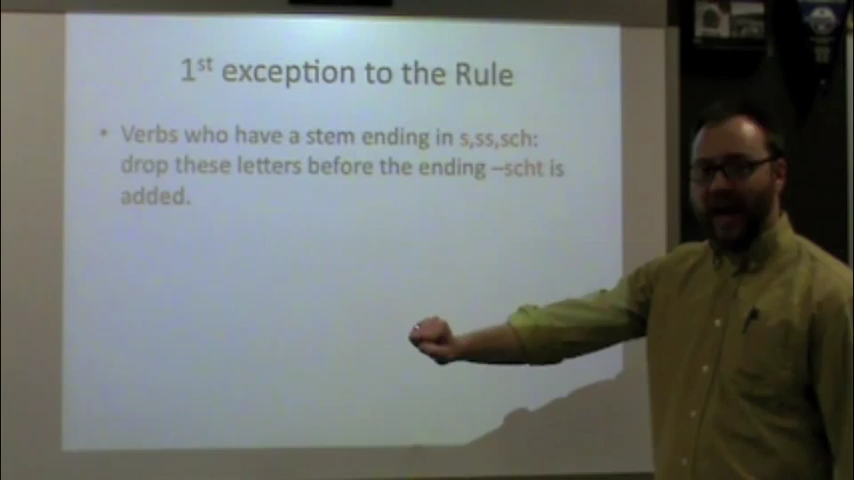 1st exception to the Rule
• Verbs who have a stem ending in s,ss,sch:
drop these letters before the ending –scht is
added.